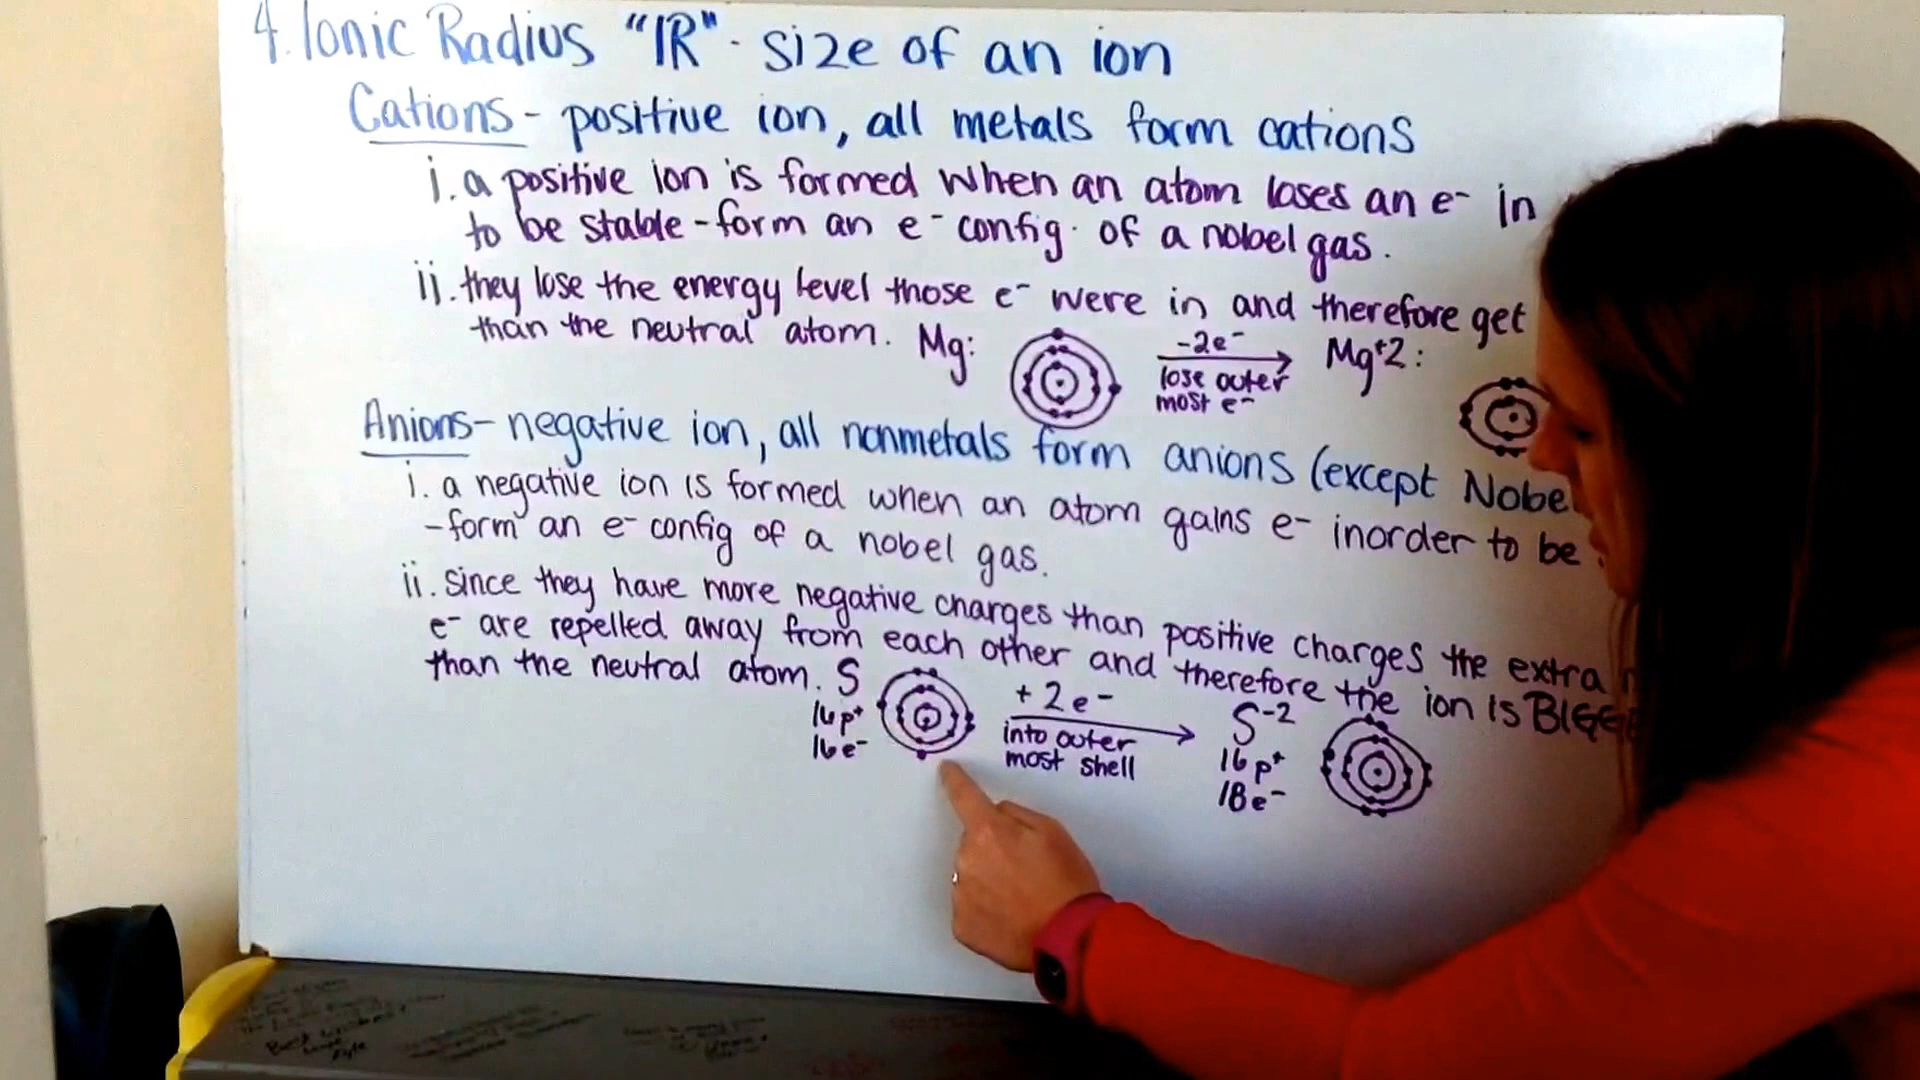 4. Ionic Radius "IR" - size of an ion
Cations - positive ion, all metals form cations
i. a positive ion is formed when an atom loses an e⁻ in
to be stable - form an e⁻ config. of a nobel gas.
ii. they lose the energy level those e⁻ were in and therefore get
than the neutral atom. Mg: -2e⁻ Mg⁺2:
lose outer
most e⁻
Anions - negative ion, all nonmetals form anions (except Nobe
i. a negative ion is formed when an atom gains e⁻ inorder to be
- form an e⁻ config of a nobel gas.
ii. since they have more negative charges than positive charges the extra
e⁻ are repelled away from each other and therefore the ion is BIGGE
than the neutral atom. S +2e⁻ S⁻2
16p⁺ into outer 16p⁺
16e⁻ most shell 18e⁻